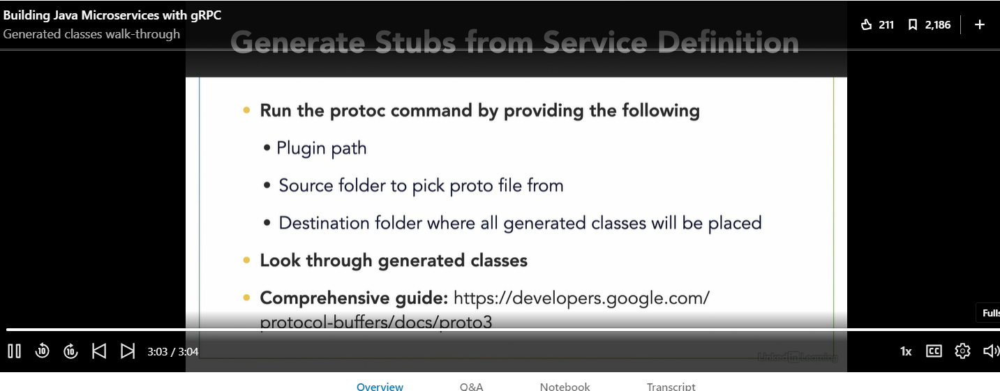 Building Java Microservices with gRPC
Generated classes walk-through
211
2,186
Generate Stubs from Service Definition
• Run the protoc command by providing the following
• Plugin path
• Source folder to pick proto file from
• Destination folder where all generated classes will be placed
• Look through generated classes
• Comprehensive guide: https://developers.google.com/
protocol-buffers/docs/proto3
Fulls
10
10
3:03 / 3:04
1x
CC
Linked in Learning
Overview
Q&A
Notebook
Transcript